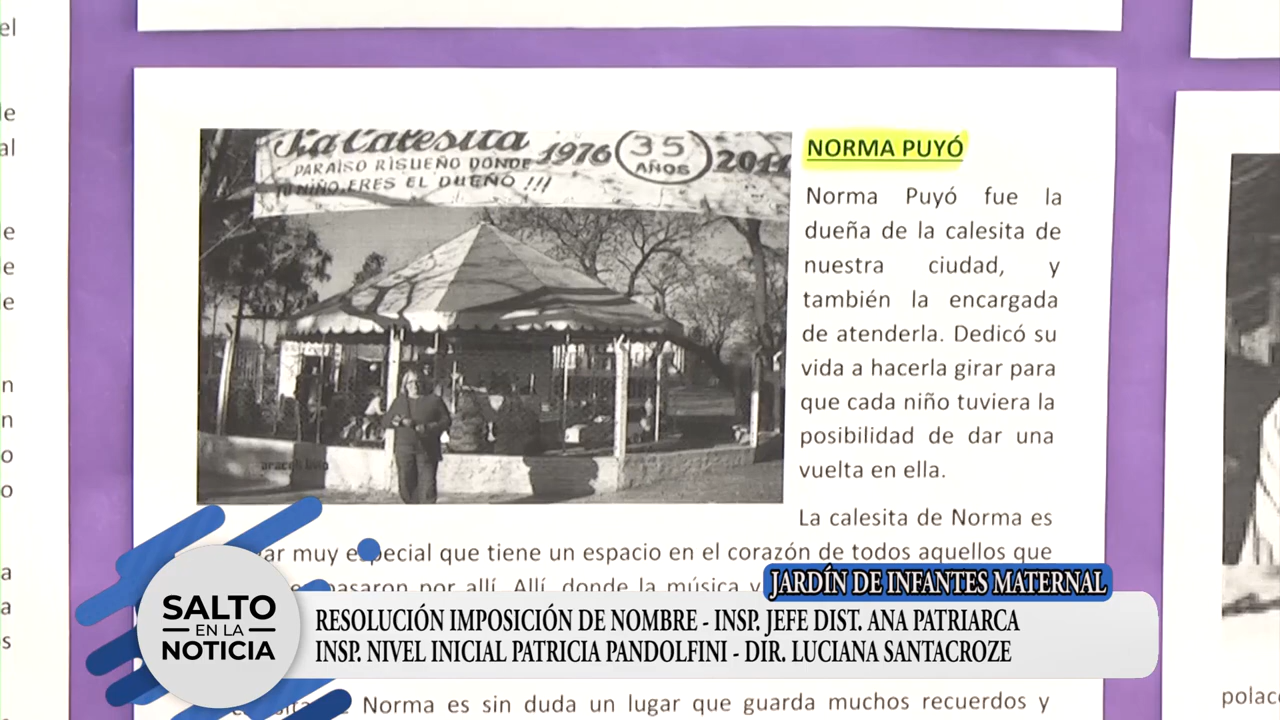 La Calesita
PARAISO RISUEÑO DONDE
TU NIÑO, ERES EL DUEÑO !!!
1976
35
AÑOS
2011
NORMA PUYÓ
Norma Puyó fue la
dueña de la calesita de
nuestra ciudad, y
también la encargada
de atenderla. Dedicó su
vida a hacerla girar para
que cada niño tuviera la
posibilidad de dar una
vuelta en ella.
La calesita de Norma es
muy especial que tiene un espacio en el corazón de todos aquellos que
pasaron por allí. Allí, donde la música y
JARDÍN DE INFANTES MATERNAL
SALTO
EN LA
NOTICIA
RESOLUCIÓN IMPOSICIÓN DE NOMBRE - INSP. JEFE DIST. ANA PATRIARCA
INSP. NIVEL INICIAL PATRICIA PANDOLFINI - DIR. LUCIANA SANTACROZE
Norma es sin duda un lugar que guarda muchos recuerdos y